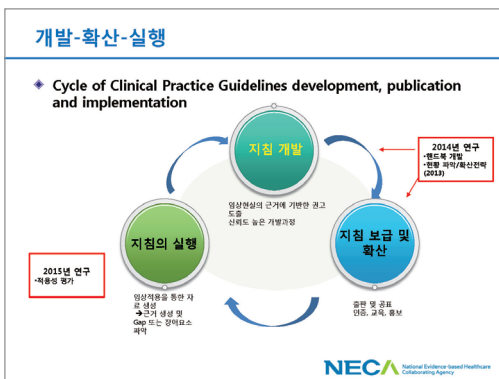 개발-확산-실행
Cycle of Clinical Practice Guidelines development, publication
and implementation
지침 개발
임상현실의 근거에 기반한 권고
도출
신뢰도 높은 개발과정
2014년 연구
•핸드북 개발
•현황 파악/확산전략
(2013)
지침 보급 및
확산
출판 및 공표
인증, 교육, 홍보
지침의 실행
임상적용을 통한 자
료 생성
→근거 생성 및
Gap 또는 장애요소
파악
2015년 연구
•적용성 평가
NECA National Evidence-based Healthcare
Collaborating Agency